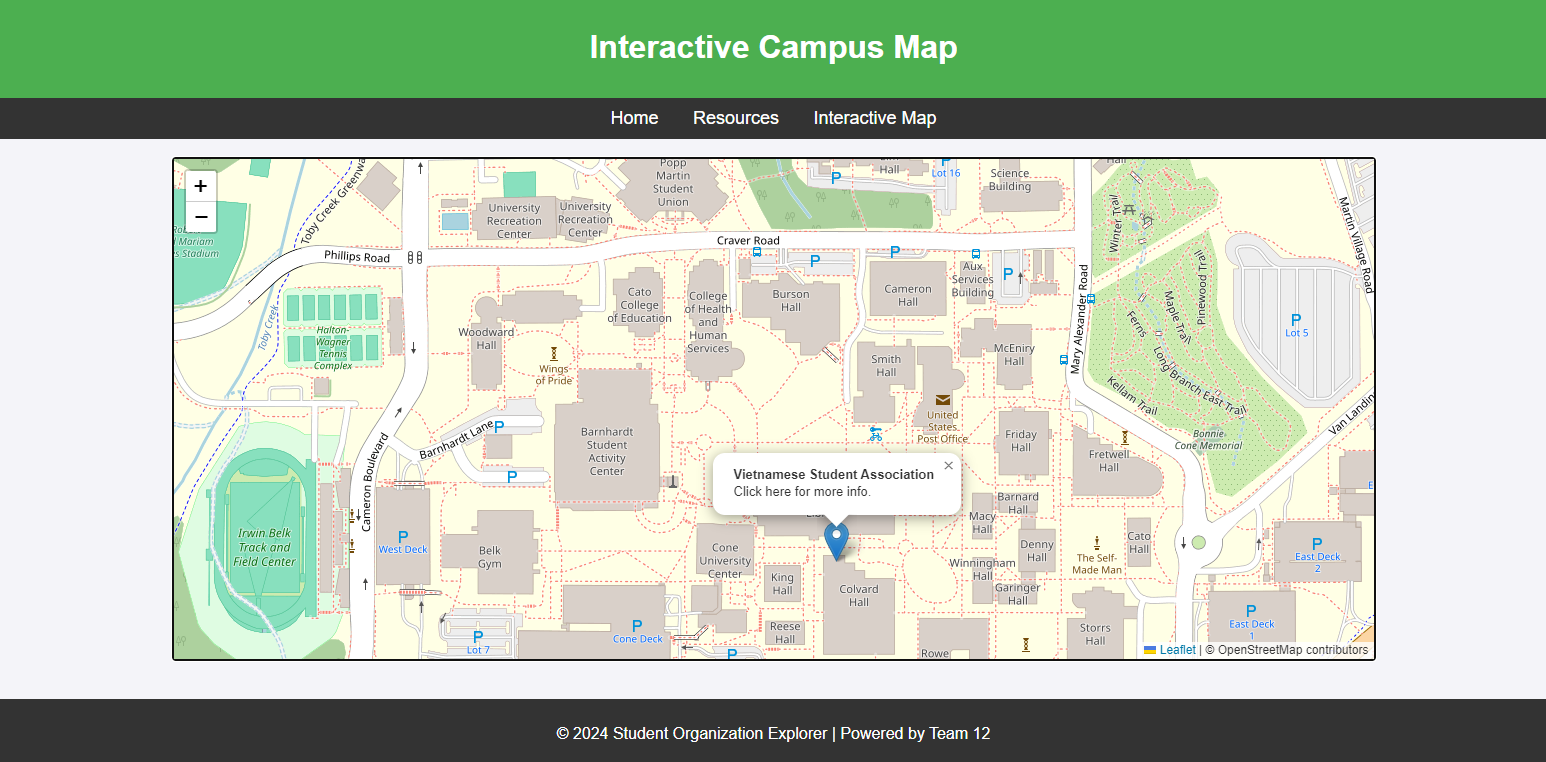 Interactive Campus Map
Home
Resources
Interactive Map
+
−
Toby Creek Greenway
Popp
Martin
Student
Union
Hall
P
Lot 16
Science
Building
Hall
Winter Trail
Martin Village Road
University
Recreation
Center
University
Recreation
Center
d Mariam
s Stadium
Phillips Road
Craver Road
P
P
P
Aux
Services
Building
P
Cato
College
of Education
College
of Health
and
Human
Services
Burson
Hall
Cameron
Hall
Mary Alexander Road
Pinewood Trail
Maple Trail
Ferns
Long Branch East Trail
Kellam Trail
P
Lot 5
Toby Creek
Halton-
Wagner
Tennis
Complex
Woodward
Hall
Wings
of Pride
Smith
Hall
McEniry
Hall
United
States
Post Office
Friday
Hall
Fretwell
Hall
Bonnie
Cone Memorial
Van Landin
Barnhardt Lane
P
P
Barnhardt
Student
Activity
Center
Cameron Boulevard
Vietnamese Student Association
×
Click here for more info.
Barnard
Hall
Macy
Hall
Denny
Hall
Cato
Hall
Irwin Belk
Track and
Field Center
P
West Deck
Belk
Gym
Cone
University
Center
King
Hall
Colvard
Hall
Winningham
Hall
Garinger
Hall
The Self-
Made Man
P
East Deck
2
E
P
Lot 7
P
Cone Deck
Reese
Hall
P
Rowe
Storrs
Hall
P
East Deck
1
Leaflet | © OpenStreetMap contributors
© 2024 Student Organization Explorer | Powered by Team 12